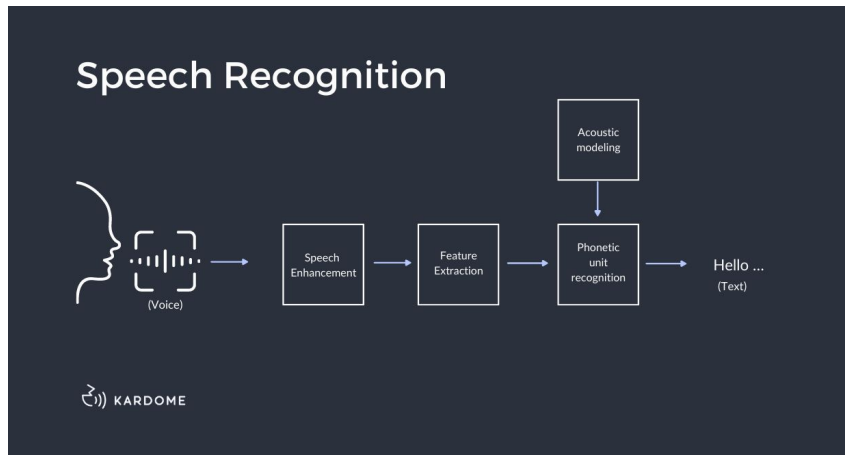 Speech Recognition
Acoustic
modeling
Speech
Enhancement
Feature
Extraction
Phonetic
unit
recognition
Hello ...
(Text)
(Voice)
KARDOME